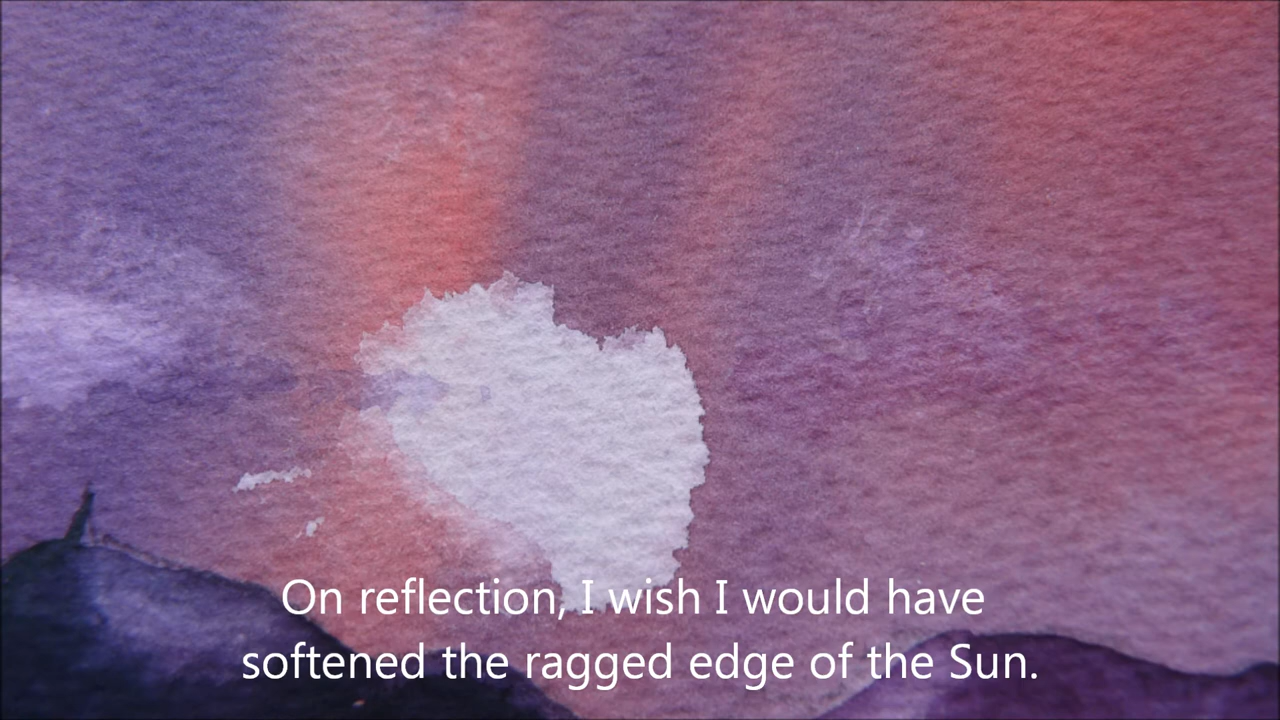 On reflection, I wish I would have
softened the ragged edge of the Sun.